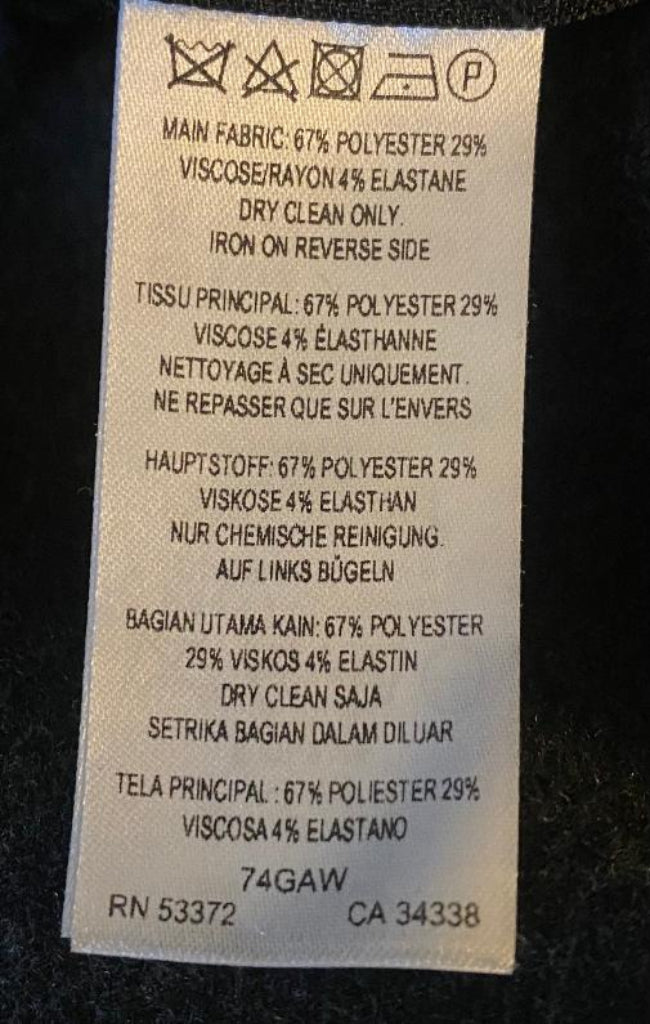 P
MAIN FABRIC: 67% POLYESTER 29%
VISCOSE/RAYON 4% ELASTANE
DRY CLEAN ONLY.
IRON ON REVERSE SIDE
TISSU PRINCIPAL: 67% POLYESTER 29%
VISCOSE 4% ÉLASTHANNE
NETTOYAGE À SEC UNIQUEMENT.
NE REPASSER QUE SUR L'ENVERS
HAUPTSTOFF: 67% POLYESTER 29%
VISKOSE 4% ELASTHAN
NUR CHEMISCHE REINIGUNG.
AUF LINKS BÜGELN
BAGIAN UTAMA KAIN: 67% POLYESTER
29% VISKOS 4% ELASTIN
DRY CLEAN SAJA
SETRIKA BAGIAN DALAM DILUAR
TELA PRINCIPAL : 67% POLIESTER 29%
VISCOSA 4% ELASTANO
74GAW
RN 53372 CA 34338